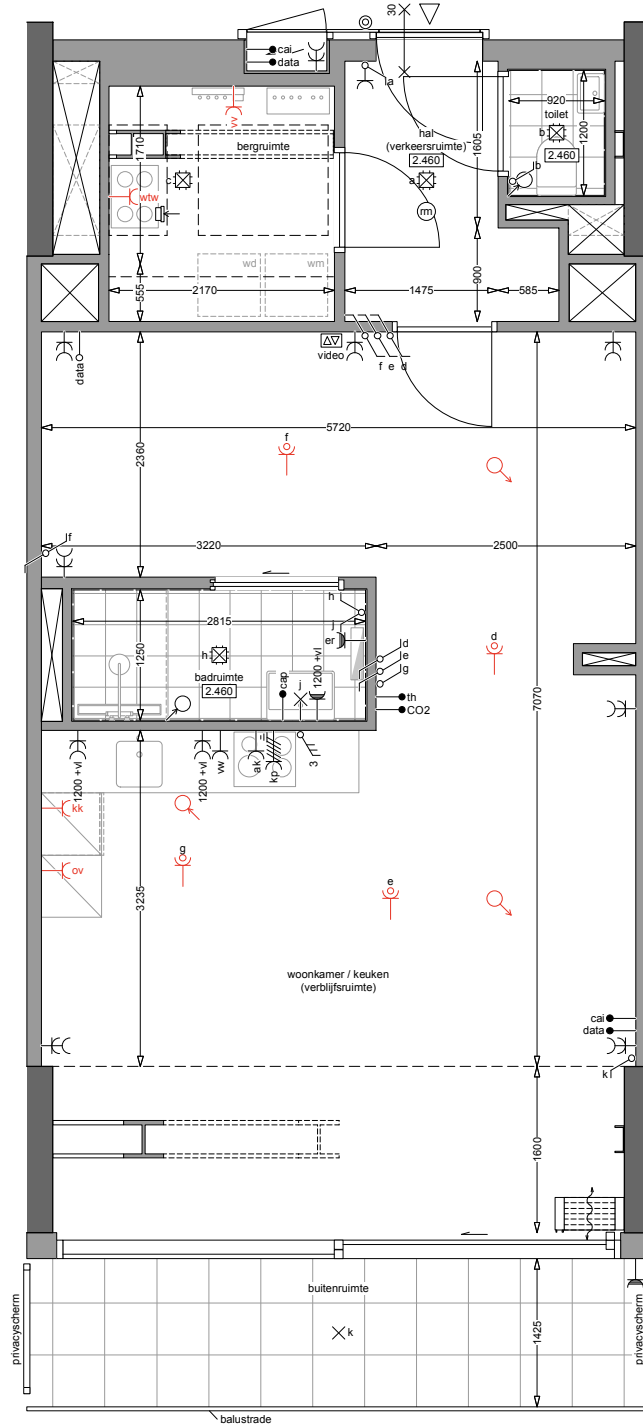 30
cai
data
a
vv
1710
bergruimte
hal
(verkeersruimte)
2.460
1605
920
toilet
b
1200
2.460
b
c
a
wtw
rm
555
2170
wd
wm
1475
900
585
data
video
f e d
5720
2360
f
3220
2500
f
h
2815
j
er
d
1250
h
badruimte
2.460
cap
j
1200 +vl
d
e
g
th
CO2
7070
1200 +vl
1200 +vl
vw
ak
kp
3
kk
g
ov
e
3235
woonkamer / keuken
(verblijfsruimte)
cai
data
k
1600
buitenruimte
privacyscherm
k
1425
privacyscherm
balustrade